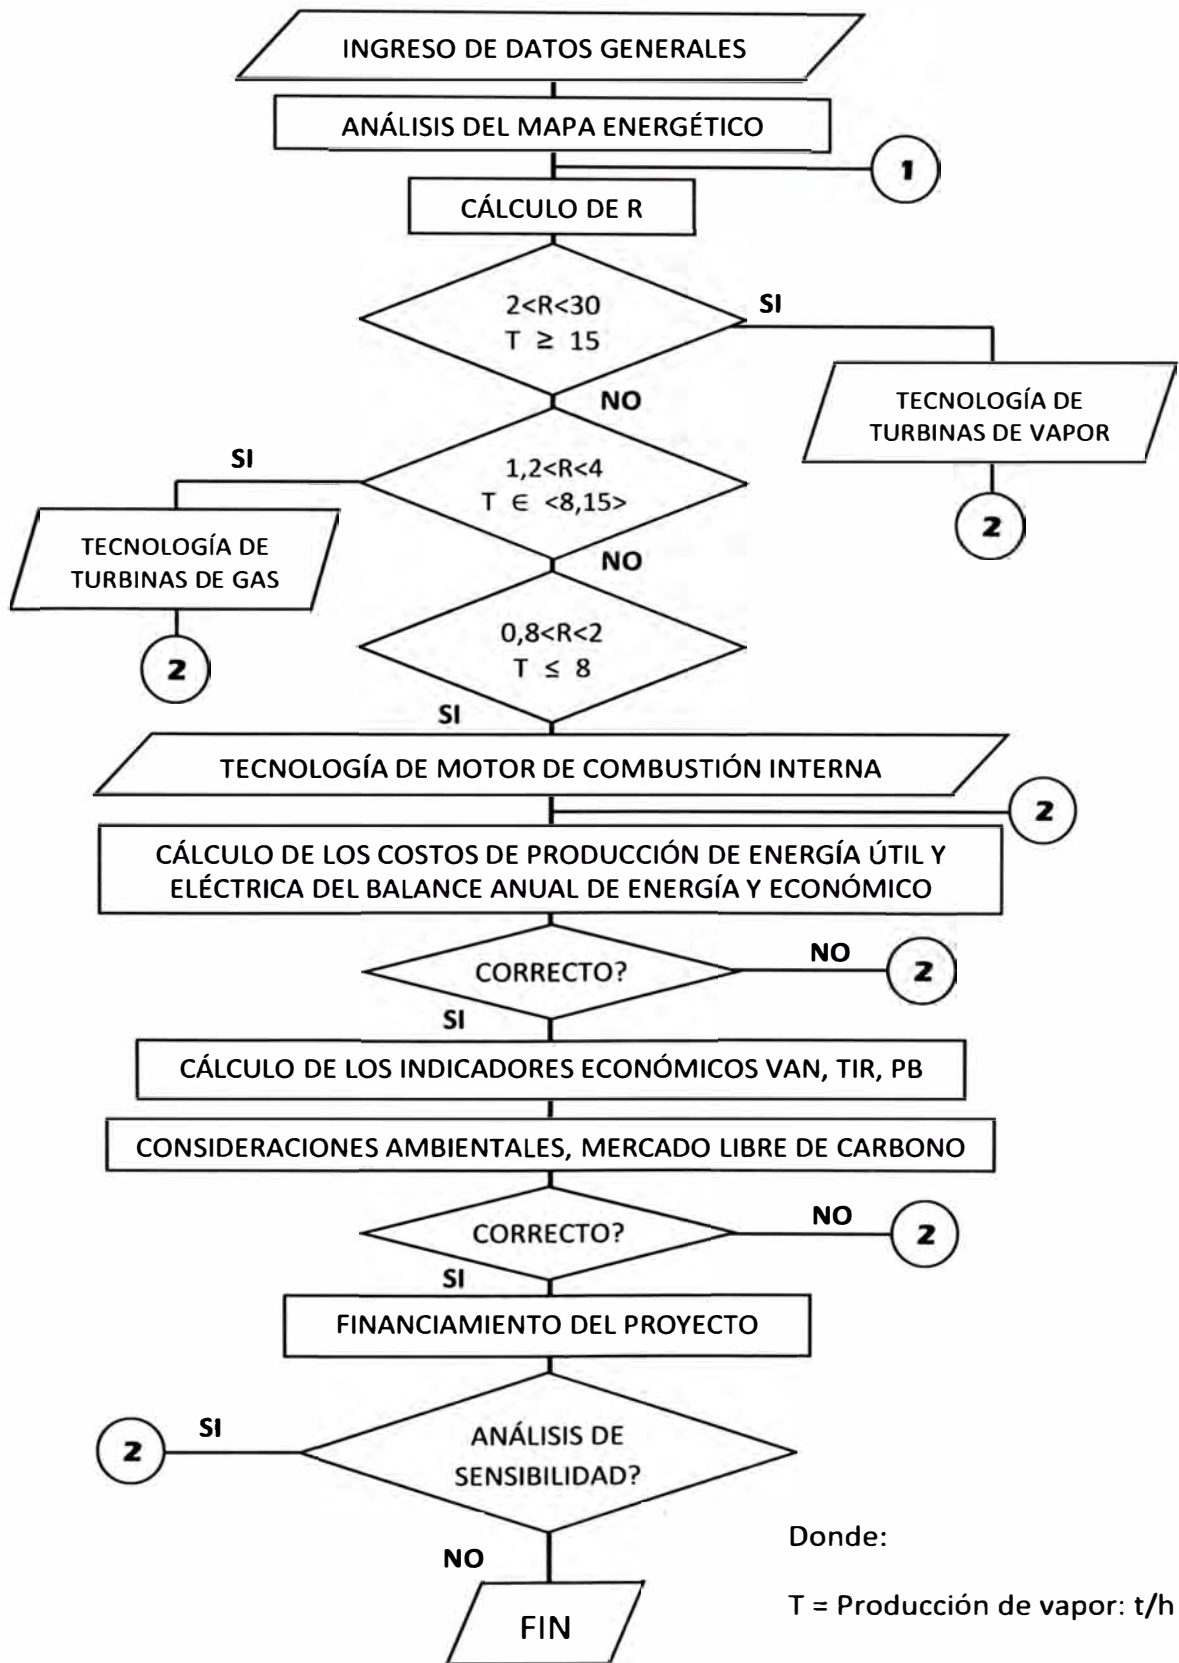 INGRESO DE DATOS GENERALES
ANÁLISIS DEL MAPA ENERGÉTICO
1
CÁLCULO DE R
2<R<30
T ≥ 15
SI
NO
TECNOLOGÍA DE
TURBINAS DE VAPOR
2
1,2<R<4
T ∈ <8,15>
SI
NO
TECNOLOGÍA DE
TURBINAS DE GAS
2
0,8<R<2
T ≤ 8
SI
TECNOLOGÍA DE MOTOR DE COMBUSTIÓN INTERNA
2
CÁLCULO DE LOS COSTOS DE PRODUCCIÓN DE ENERGÍA ÚTIL Y
ELÉCTRICA DEL BALANCE ANUAL DE ENERGÍA Y ECONÓMICO
CORRECTO?
NO
2
SI
CÁLCULO DE LOS INDICADORES ECONÓMICOS VAN, TIR, PB
CONSIDERACIONES AMBIENTALES, MERCADO LIBRE DE CARBONO
CORRECTO?
NO
2
SI
FINANCIAMIENTO DEL PROYECTO
2
SI
ANÁLISIS DE
SENSIBILIDAD?
NO
FIN
Donde:
T = Producción de vapor: t/h